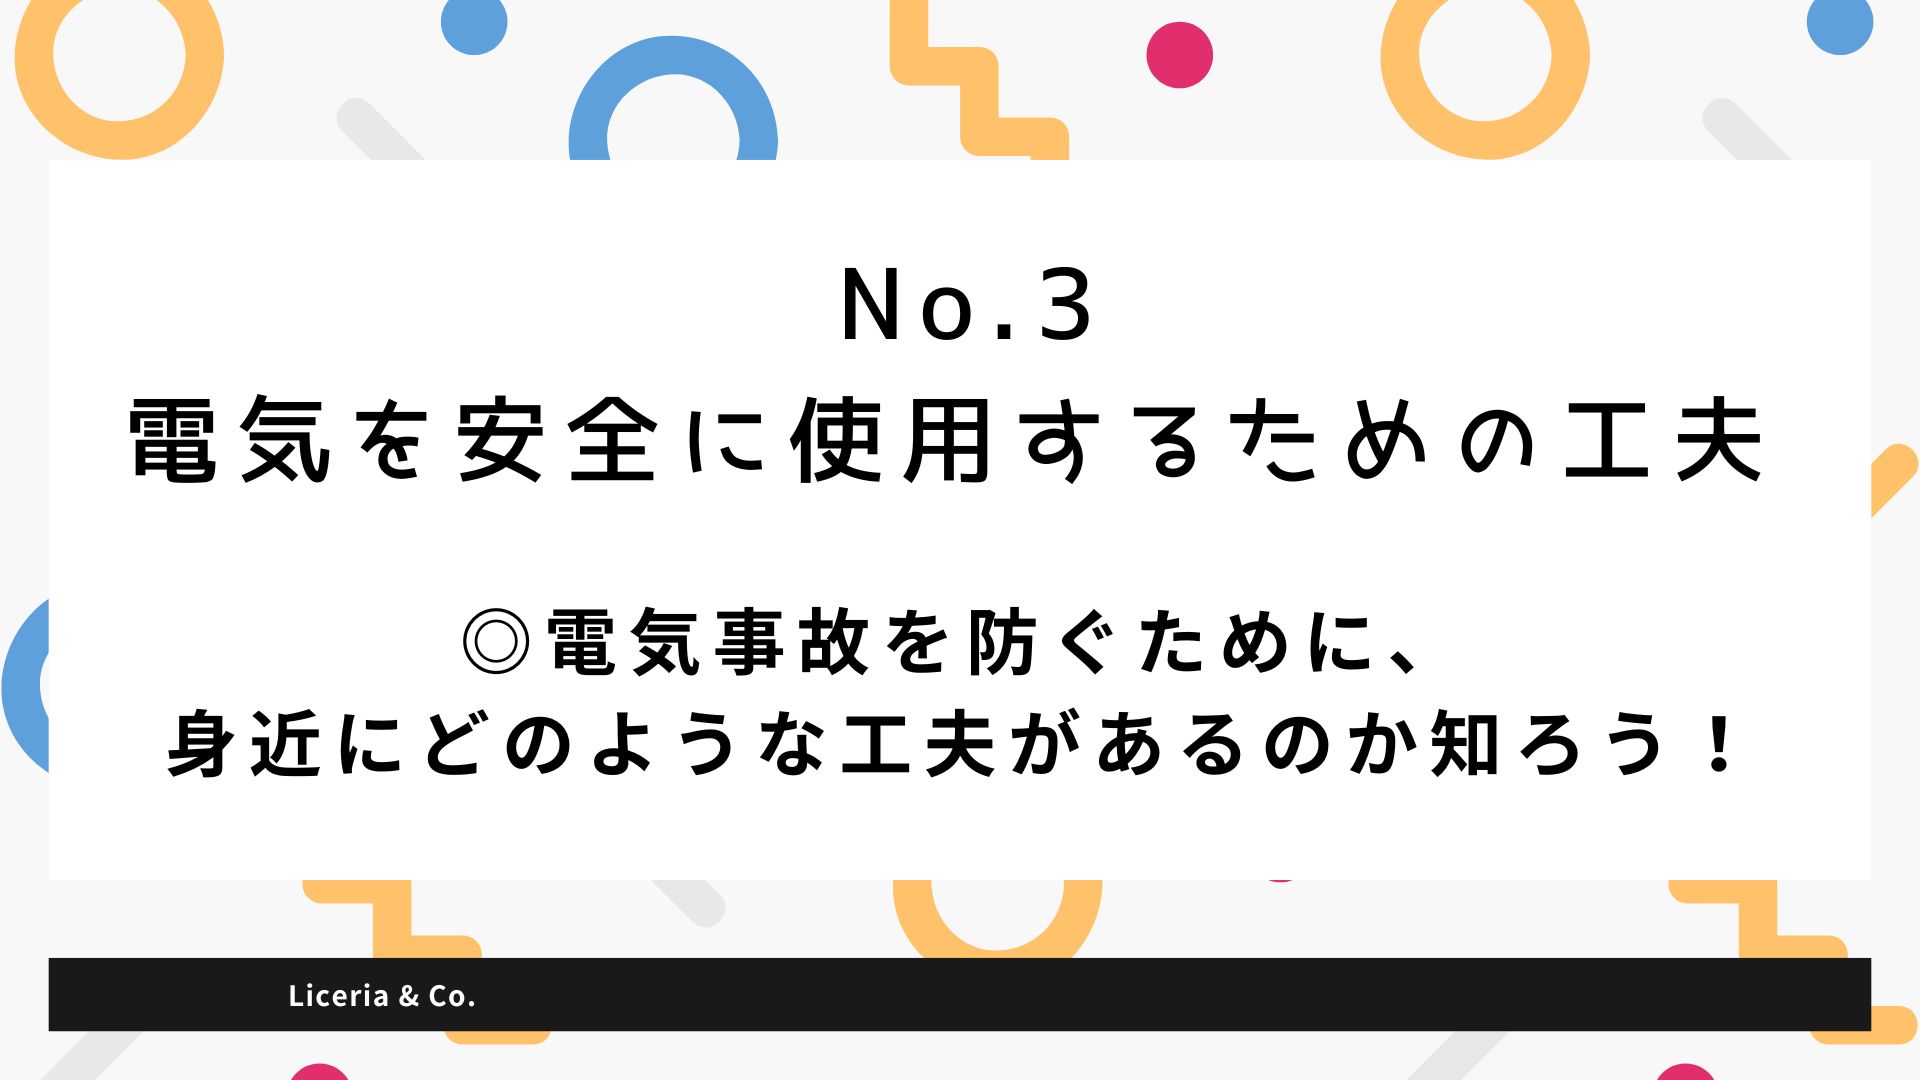 No.3
電気を安全に使用するための工夫
◎電気事故を防ぐために、
身近にどのような工夫があるのか知ろう！
Liceria & Co.